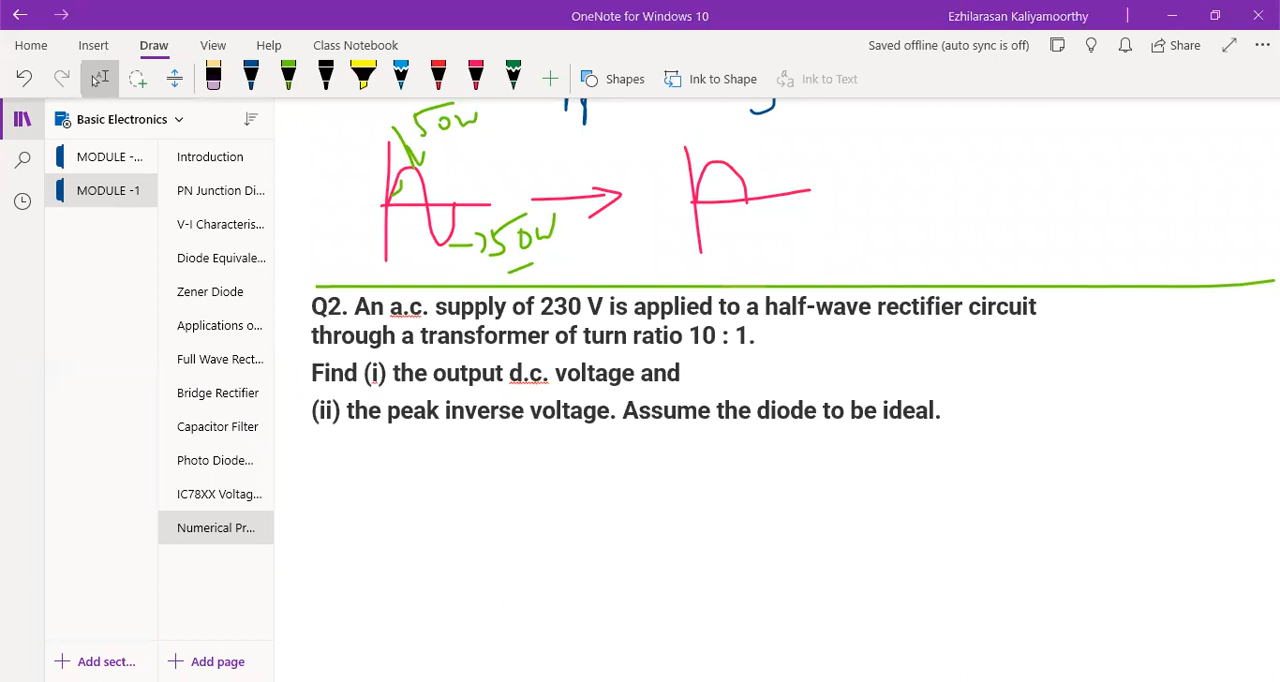 OneNote for Windows 10
Ezhilarasan Kaliyamoorthy
Home Insert Draw View Help Class Notebook
Saved offline (auto sync is off)
Share
Shapes
Ink to Shape
Ink to Text
Basic Electronics
MODULE -...
MODULE -1
Introduction
PN Junction Di...
V-I Characteris...
Diode Equivale...
Zener Diode
Applications o...
Full Wave Rect...
Bridge Rectifier
Capacitor Filter
Photo Diode...
IC78XX Voltag...
Numerical Pr...
Add sect...
Add page
50W
50W
Q2. An a.c. supply of 230 V is applied to a half-wave rectifier circuit
through a transformer of turn ratio 10 : 1.
Find (i) the output d.c. voltage and
(ii) the peak inverse voltage. Assume the diode to be ideal.